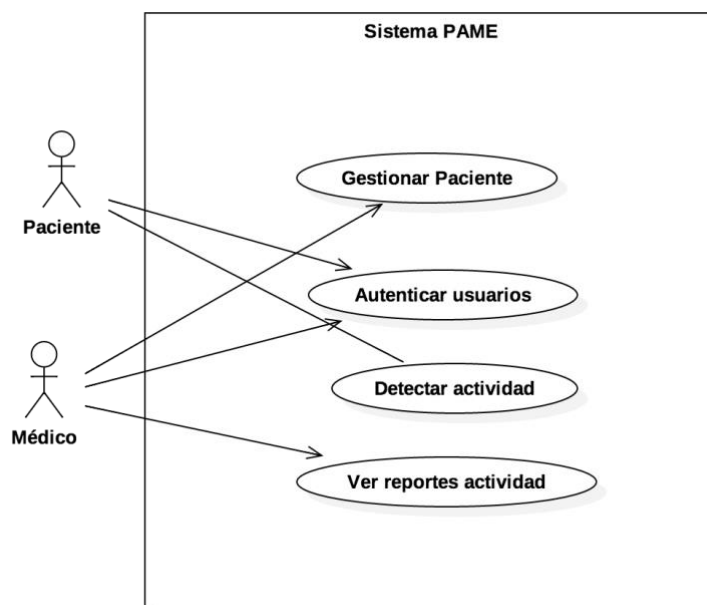 Sistema PAME
Gestionar Paciente
Paciente
Autenticar usuarios
Detectar actividad
Médico
Ver reportes actividad